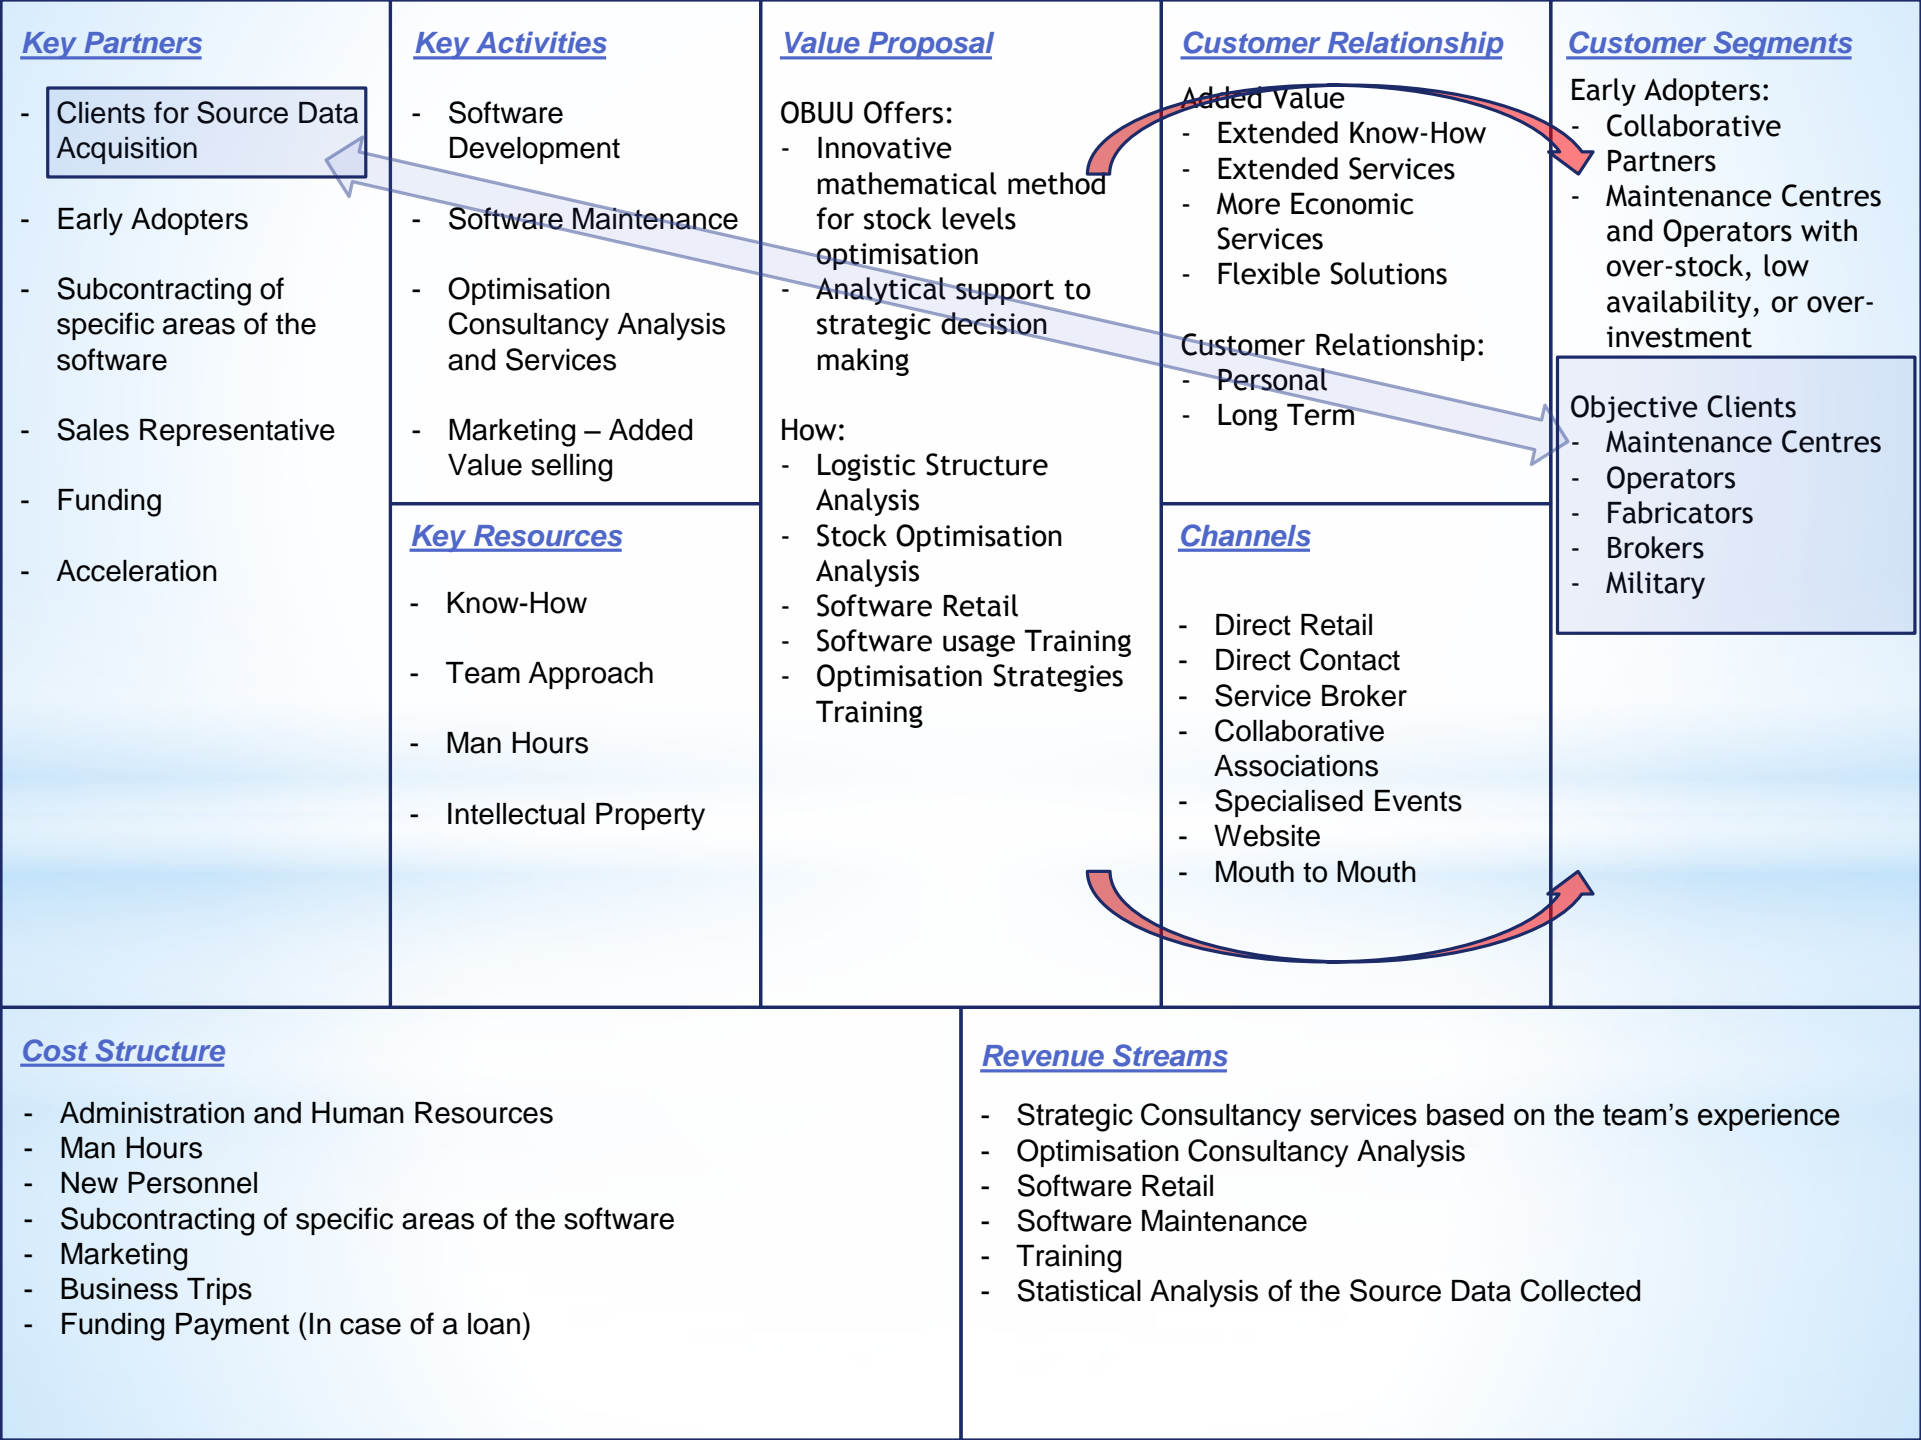 Key Partners
- Clients for Source Data
Acquisition
- Early Adopters
- Subcontracting of
specific areas of the
software
- Sales Representative
- Funding
- Acceleration
Key Activities
- Software
Development
- Software Maintenance
- Optimisation
Consultancy Analysis
and Services
- Marketing – Added
Value selling
Key Resources
- Know-How
- Team Approach
- Man Hours
- Intellectual Property
Value Proposal
OBUU Offers:
- Innovative
mathematical method
for stock levels
optimisation
- Analytical support to
strategic decision
making
How:
- Logistic Structure
Analysis
- Stock Optimisation
Analysis
- Software Retail
- Software usage Training
- Optimisation Strategies
Training
Customer Relationship
Added Value
- Extended Know-How
- Extended Services
- More Economic
Services
- Flexible Solutions
Customer Relationship:
- Personal
- Long Term
Channels
- Direct Retail
- Direct Contact
- Service Broker
- Collaborative
Associations
- Specialised Events
- Website
- Mouth to Mouth
Customer Segments
Early Adopters:
- Collaborative
Partners
- Maintenance Centres
and Operators with
over-stock, low
availability, or over-
investment
Objective Clients
- Maintenance Centres
- Operators
- Fabricators
- Brokers
- Military
Cost Structure
- Administration and Human Resources
- Man Hours
- New Personnel
- Subcontracting of specific areas of the software
- Marketing
- Business Trips
- Funding Payment (In case of a loan)
Revenue Streams
- Strategic Consultancy services based on the team’s experience
- Optimisation Consultancy Analysis
- Software Retail
- Software Maintenance
- Training
- Statistical Analysis of the Source Data Collected